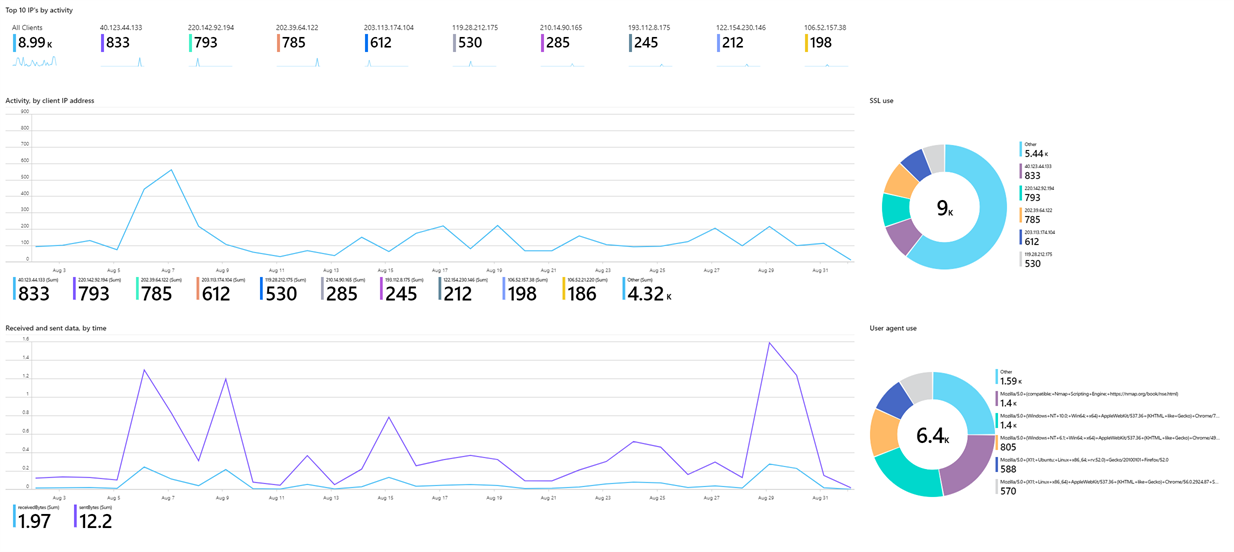 Top 10 IP's by activity
All Clients 40.123.44.133 220.142.92.194 202.39.64.122 203.113.174.104 119.28.212.175 210.14.90.165 193.112.8.175 122.154.230.146 106.52.157.38
8.99 K 833 793 785 612 530 285 245 212 198
Activity, by client IP address
900
800
700
600
500
400
300
200
100
0
Aug 3 Aug 5 Aug 7 Aug 9 Aug 11 Aug 13 Aug 15 Aug 17 Aug 19 Aug 21 Aug 23 Aug 25 Aug 27 Aug 29 Aug 31
40.123.44.133 (Sum) 220.142.92.194 (Sum) 202.39.64.122 (Sum) 203.113.174.104 (Sum) 119.28.212.175 (Sum) 210.14.90.165 (Sum) 193.112.8.175 (Sum) 122.154.230.146 (Sum) 106.52.157.38 (Sum) 106.52.21.220 (Sum) Other (Sum)
833 793 785 612 530 285 245 212 198 186 4.32 K
SSL use
9K
Other
5.44 K
40.123.44.133
833
220.142.92.194
793
202.39.64.122
785
203.113.174.104
612
119.28.212.175
530
Received and sent data, by time
1.6
1.4
1.2
1
0.8
0.6
0.4
0.2
0
Aug 3 Aug 5 Aug 7 Aug 9 Aug 11 Aug 13 Aug 15 Aug 17 Aug 19 Aug 21 Aug 23 Aug 25 Aug 27 Aug 29 Aug 31
receivedBytes (Sum) sentBytes (Sum)
1.97 12.2
User agent use
6.4K
Other
1.59 K
Mozilla/5.0+(compatible;+Nmap+Scripting+Engine;+https://nmap.org/book/nse.html)
1.4 K
Mozilla/5.0+(Windows+NT+10.0;+Win64;+x64)+AppleWebKit/537.36+(KHTML,+like+Gecko)+Chrome/7...
1.4 K
Mozilla/5.0+(Windows+NT+6.1;+Win64;+x64)+AppleWebKit/537.36+(KHTML,+like+Gecko)+Chrome/49...
805
Mozilla/5.0+(X11;+Ubuntu;+Linux+x86_64;+rv:52.0)+Gecko/20100101+Firefox/52.0
588
Mozilla/5.0+(X11;+Linux+x86_64)+AppleWebKit/537.36+(KHTML,+like+Gecko)+Chrome/56.0.2924.87+S...
570